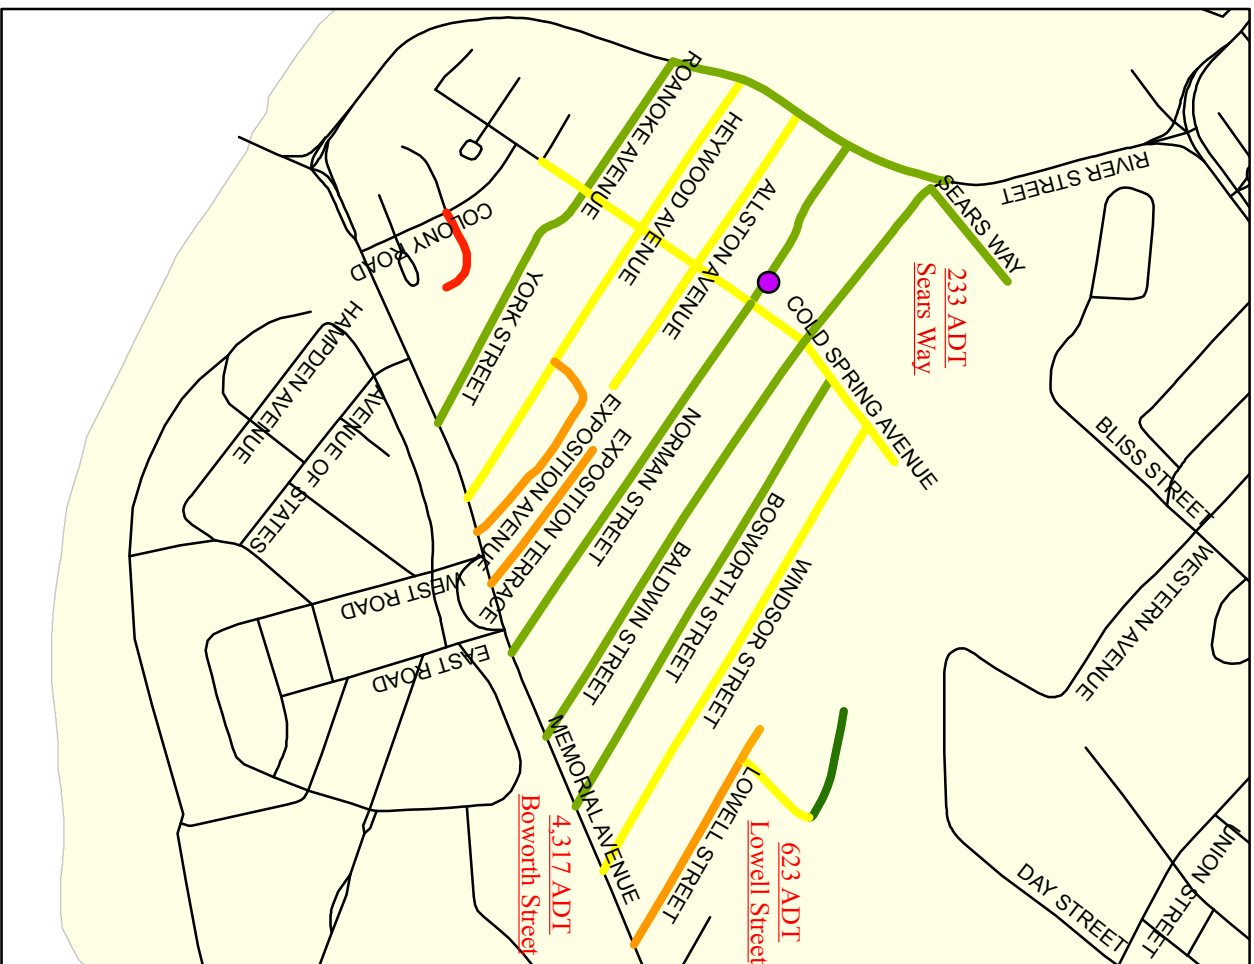 ROANOKE AVENUE
HEYWOOD AVENUE
ALLSTON AVENUE
SEARS WAY
RIVER STREET
233 ADT
Sears Way
COLONY ROAD
YORK STREET
COLD SPRING AVENUE
HAMPDEN AVENUE
AVENUE OF STATES
EXPOSITION AVENUE
EXPOSITION TERRACE
NORMAN STREET
BALDWIN STREET
BOSWORTH STREET
WINDSOR STREET
BLISS STREET
WESTERN AVENUE
WEST ROAD
EAST ROAD
MEMORIAL AVENUE
LOWELL STREET
4,317 ADT
Boworth Street
623 ADT
Lowell Street
DAY STREET
UNION STREET